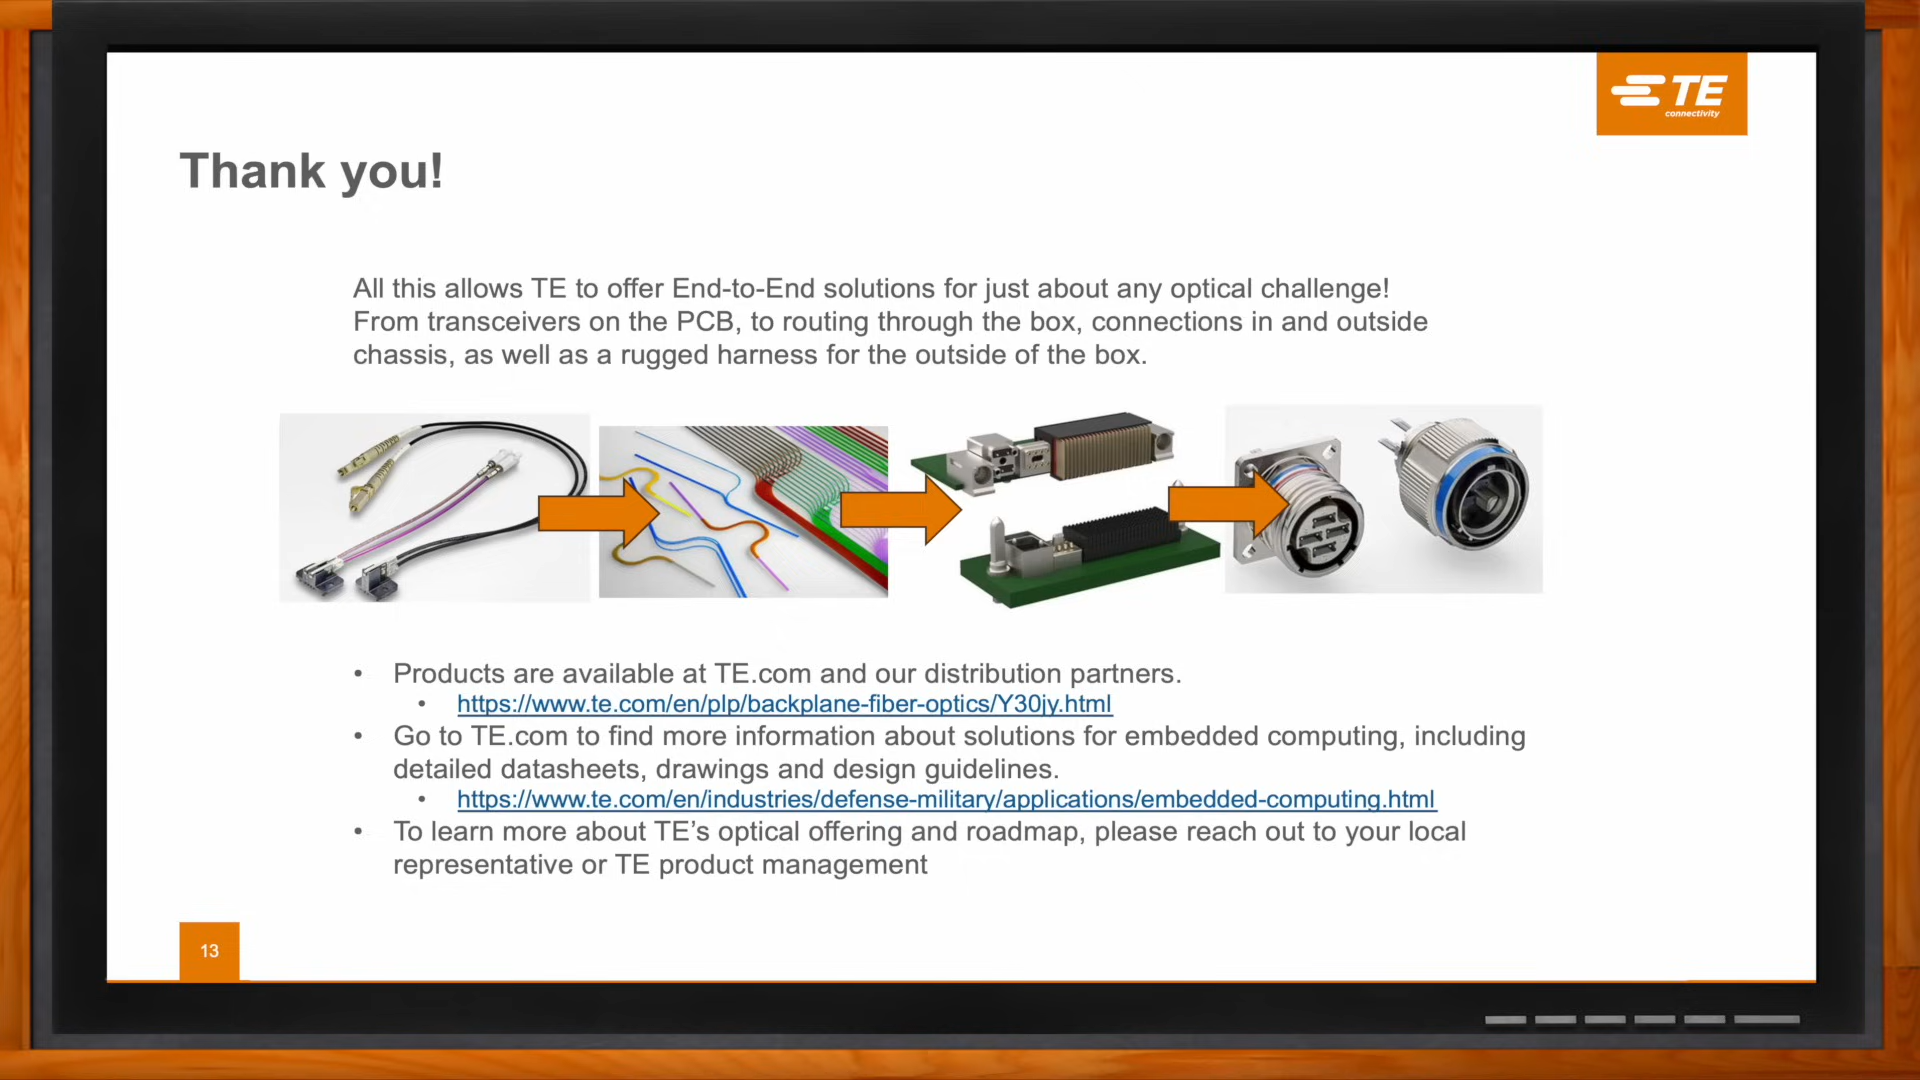 TE
connectivity
Thank you!
All this allows TE to offer End-to-End solutions for just about any optical challenge!
From transceivers on the PCB, to routing through the box, connections in and outside
chassis, as well as a rugged harness for the outside of the box.
• Products are available at TE.com and our distribution partners.
• https://www.te.com/en/plp/backplane-fiber-optics/Y30jy.html
• Go to TE.com to find more information about solutions for embedded computing, including
detailed datasheets, drawings and design guidelines.
• https://www.te.com/en/industries/defense-military/applications/embedded-computing.html
• To learn more about TE’s optical offering and roadmap, please reach out to your local
representative or TE product management
13